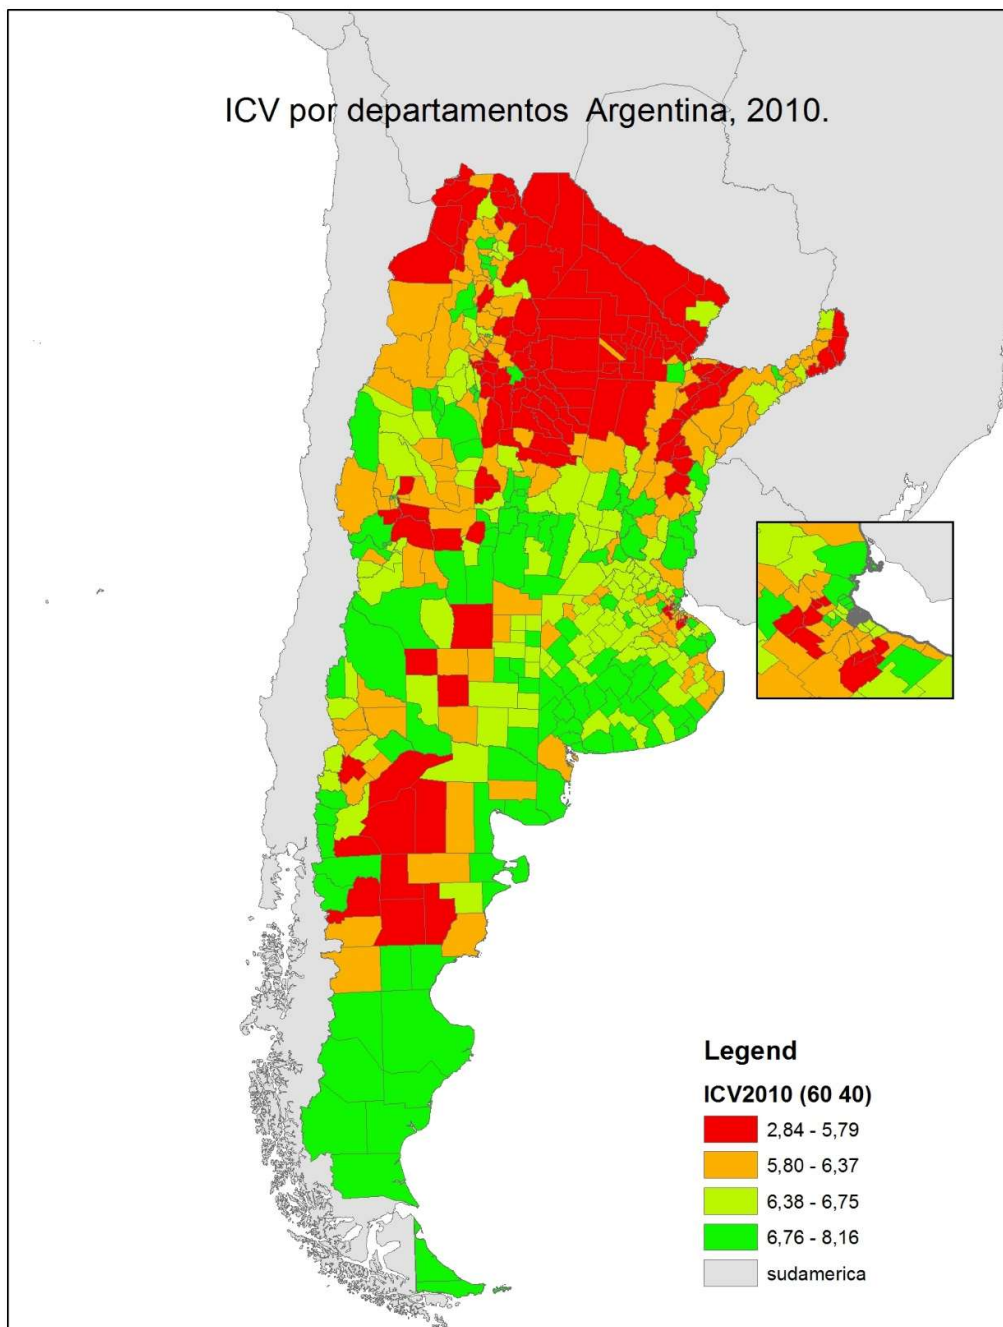 ICV por departamentos Argentina, 2010.
Legend
ICV2010 (60 40)
2,84 - 5,79
5,80 - 6,37
6,38 - 6,75
6,76 - 8,16
sudamerica